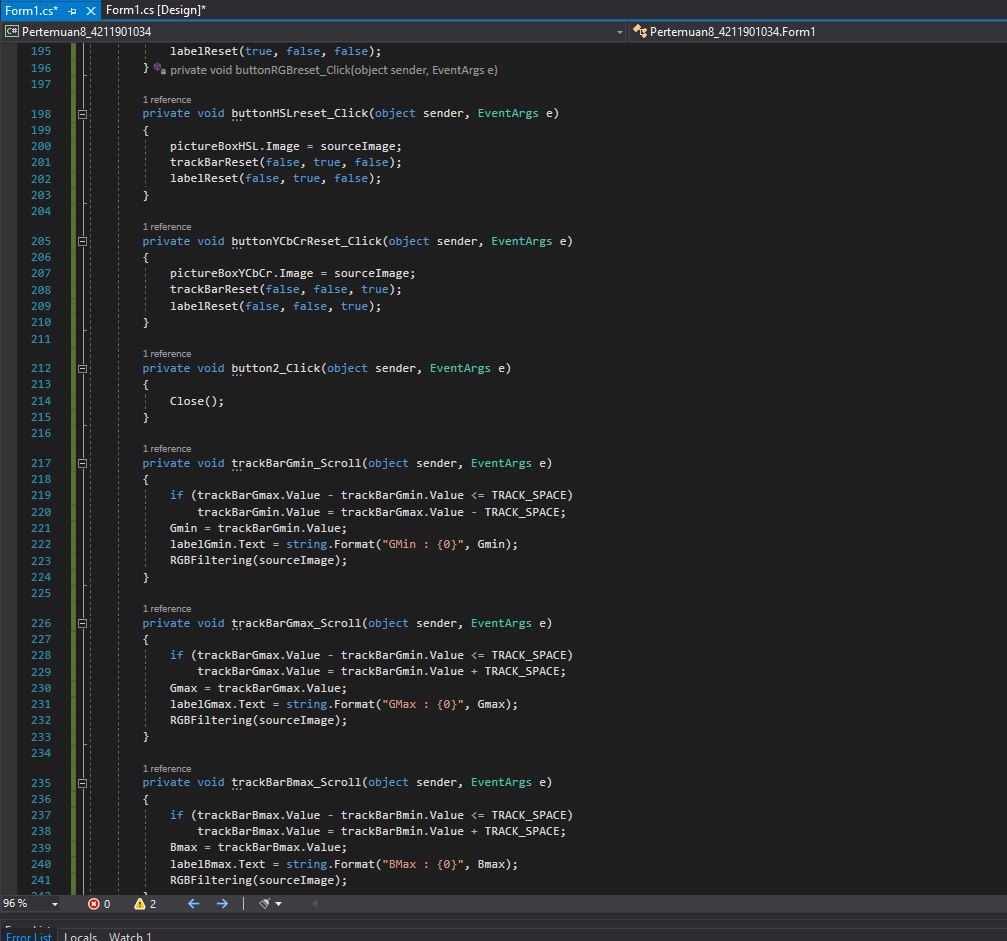 Form1.cs* Form1.cs [Design]*
C# Pertemuan8_4211901034 Pertemuan8_4211901034.Form1
195 labelReset(true, false, false);
196 } private void buttonRGBreset_Click(object sender, EventArgs e)
197
1 reference
198 private void buttonHSLreset_Click(object sender, EventArgs e)
199 {
200 pictureBoxHSL.Image = sourceImage;
201 trackBarReset(false, true, false);
202 labelReset(false, true, false);
203 }
204
1 reference
205 private void buttonYCbCrReset_Click(object sender, EventArgs e)
206 {
207 pictureBoxYCbCr.Image = sourceImage;
208 trackBarReset(false, false, true);
209 labelReset(false, false, true);
210 }
211
1 reference
212 private void button2_Click(object sender, EventArgs e)
213 {
214 Close();
215 }
216
1 reference
217 private void trackBarGmin_Scroll(object sender, EventArgs e)
218 {
219 if (trackBarGmax.Value - trackBarGmin.Value <= TRACK_SPACE)
220 trackBarGmin.Value = trackBarGmax.Value - TRACK_SPACE;
221 Gmin = trackBarGmin.Value;
222 labelGmin.Text = string.Format("GMin : {0}", Gmin);
223 RGBFiltering(sourceImage);
224 }
225
1 reference
226 private void trackBarGmax_Scroll(object sender, EventArgs e)
227 {
228 if (trackBarGmax.Value - trackBarGmin.Value <= TRACK_SPACE)
229 trackBarGmax.Value = trackBarGmin.Value + TRACK_SPACE;
230 Gmax = trackBarGmax.Value;
231 labelGmax.Text = string.Format("GMax : {0}", Gmax);
232 RGBFiltering(sourceImage);
233 }
234
1 reference
235 private void trackBarBmax_Scroll(object sender, EventArgs e)
236 {
237 if (trackBarBmax.Value - trackBarBmin.Value <= TRACK_SPACE)
238 trackBarBmax.Value = trackBarBmin.Value + TRACK_SPACE;
239 Bmax = trackBarBmax.Value;
240 labelBmax.Text = string.Format("BMax : {0}", Bmax);
241 RGBFiltering(sourceImage);
96 % 0 2
Error List Locals Watch 1